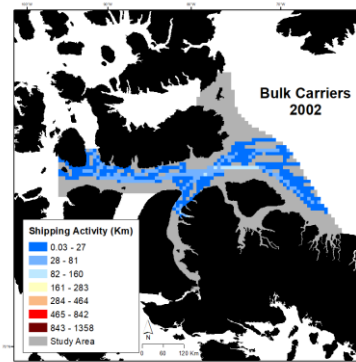 Bulk Carriers
2002
Shipping Activity (Km)
0.03 - 27
28 - 81
82 - 160
161 - 283
284 - 464
465 - 842
843 - 1358
Study Area
N
0
60
120 Km